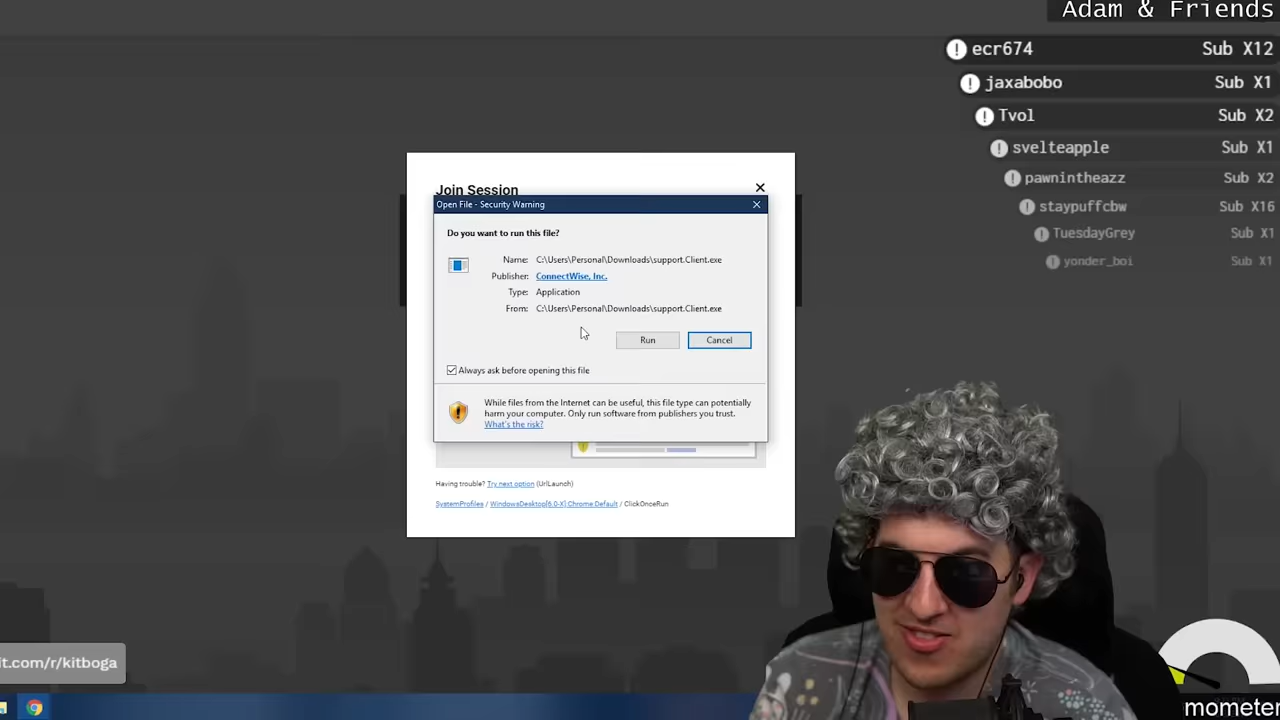 Adam & Friends
ecr674 Sub X12
jaxabobo Sub X1
Tvol Sub X2
svelteapple Sub X1
pawnintheazz Sub X2
staypuffcbw Sub X16
TuesdayGrey Sub X1
yonder_boi Sub X1
Join Session
Open File - Security Warning
Do you want to run this file?
Name: C:\Users\Personal\Downloads\support.Client.exe
Publisher: ConnectWise, Inc.
Type: Application
From: C:\Users\Personal\Downloads\support.Client.exe
Run Cancel
Always ask before opening this file
While files from the Internet can be useful, this file type can potentially
harm your computer. Only run software from publishers you trust.
What's the risk?
Having trouble? Try next option (UrlLaunch)
SystemProfiles / WindowsDesktop[6.0-X] Chrome Default / ClickOnceRun
it.com/r/kitboga
mometer